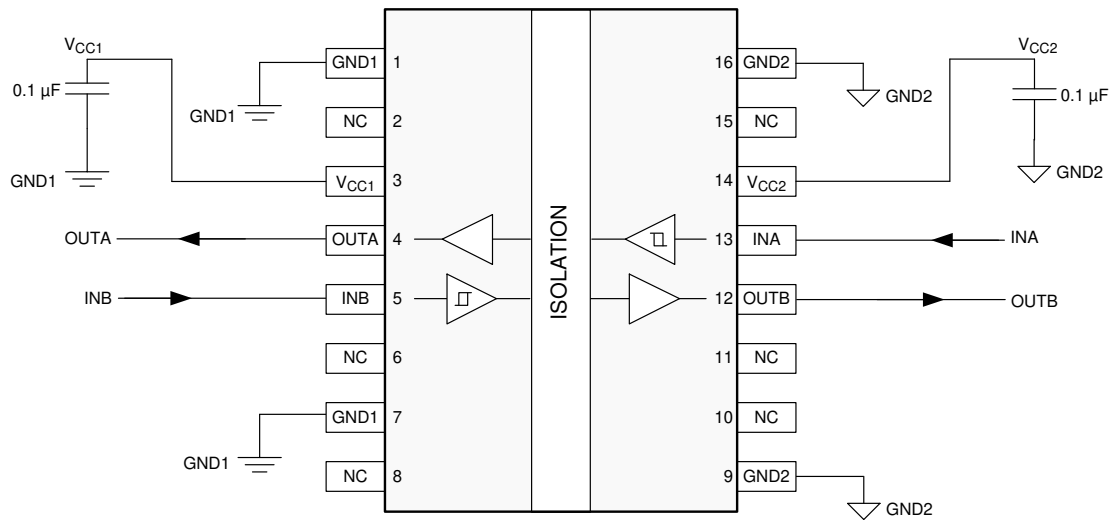 VCC1
0.1 µF
GND1
GND1
GND1 1
NC 2
VCC1 3
OUTA OUTA 4
INB INB 5
NC 6
GND1 7
GND1
NC 8
ISOLATION
16 GND2
GND2
15 NC
14 VCC2
VCC2
0.1 µF
GND2
13 INA INA
12 OUTB OUTB
11 NC
10 NC
9 GND2
GND2